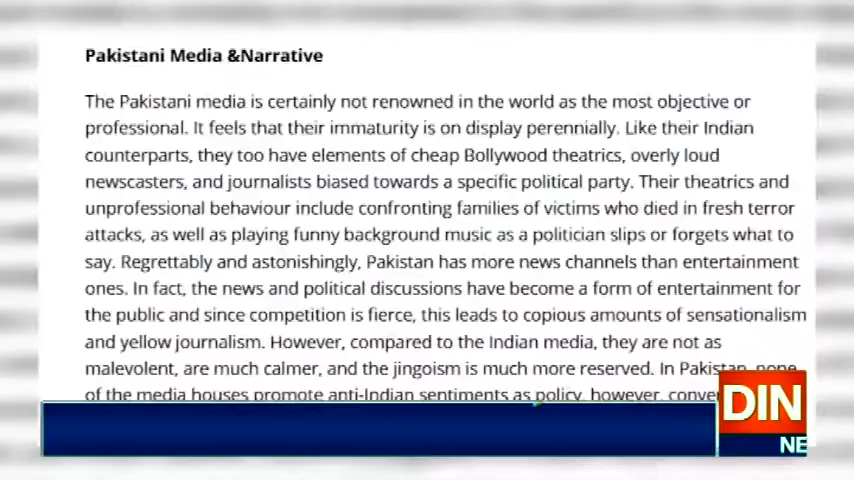 Pakistani Media &Narrative
The Pakistani media is certainly not renowned in the world as the most objective or
professional. It feels that their immaturity is on display perennially. Like their Indian
counterparts, they too have elements of cheap Bollywood theatrics, overly loud
newscasters, and journalists biased towards a specific political party. Their theatrics and
unprofessional behaviour include confronting families of victims who died in fresh terror
attacks, as well as playing funny background music as a politician slips or forgets what to
say. Regrettably and astonishingly, Pakistan has more news channels than entertainment
ones. In fact, the news and political discussions have become a form of entertainment for
the public and since competition is fierce, this leads to copious amounts of sensationalism
and yellow journalism. However, compared to the Indian media, they are not as
malevolent, are much calmer, and the jingoism is much more reserved. In Pakistan, none
of the media houses promote anti-Indian sentiments as policy, however,
DIN
NE